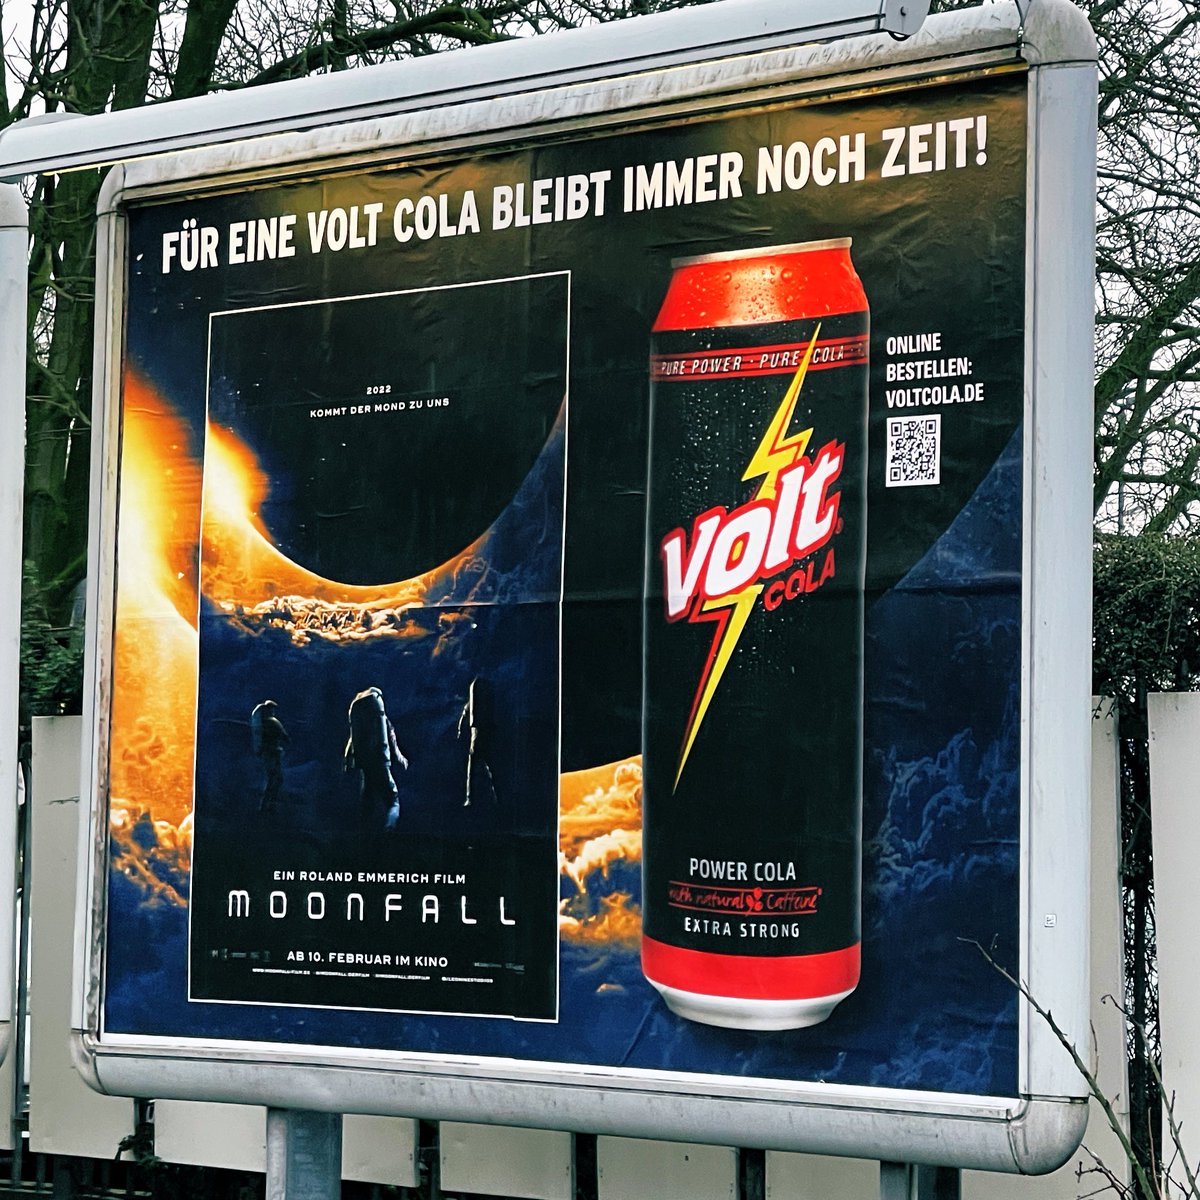 FÜR EINE VOLT COLA BLEIBT IMMER NOCH ZEIT!
2022
KOMMT DER MOND ZU UNS
EIN ROLAND EMMERICH FILM
MOONFALL
AB 10. FEBRUAR IM KINO
PURE POWER · PURE COLA
Volt
COLA
POWER COLA
with natural Caffeine
EXTRA STRONG
ONLINE
BESTELLEN:
VOLTCOLA.DE